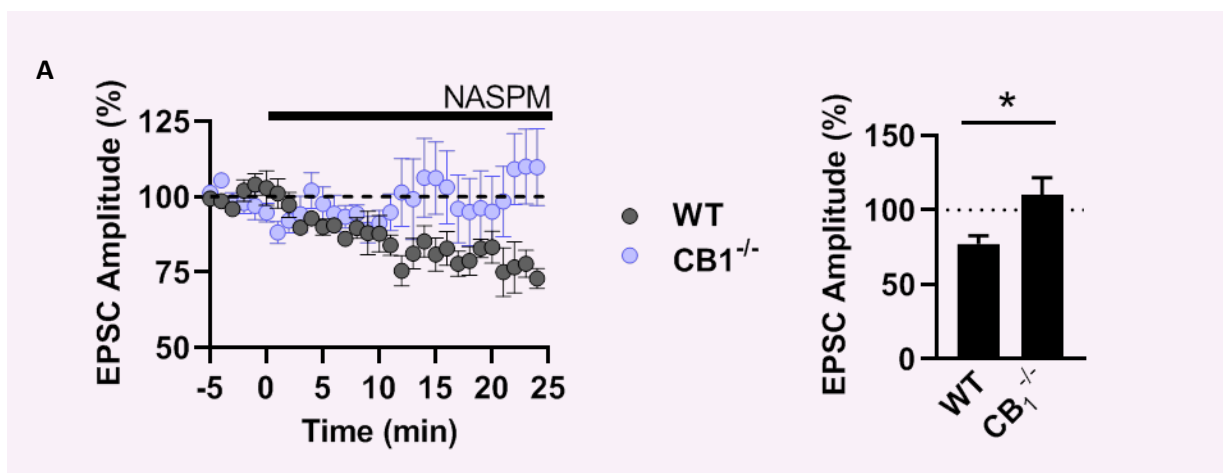 A
EPSC Amplitude (%)
125
100
75
50
NASPM
-5 0 5 10 15 20 25
Time (min)
WT
CB1-/-
*
EPSC Amplitude (%)
150
100
50
0
WT
CB1-/-